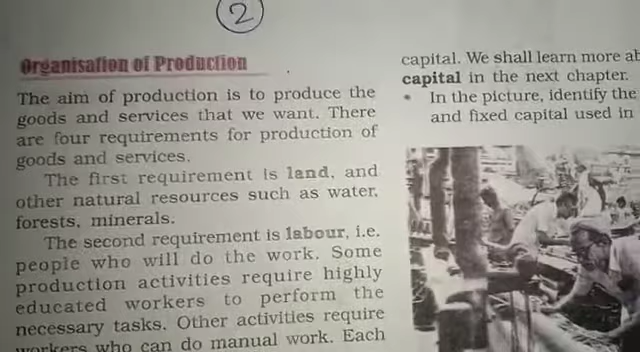 2
Organisation of Production
The aim of production is to produce the
goods and services that we want. There
are four requirements for production of
goods and services.
The first requirement is land, and
other natural resources such as water,
forests, minerals.
The second requirement is labour, i.e.
people who will do the work. Some
production activities require highly
educated workers to perform the
necessary tasks. Other activities require
workers who can do manual work. Each
capital. We shall learn more
capital in the next chapter.
• In the picture, identify the
and fixed capital used in